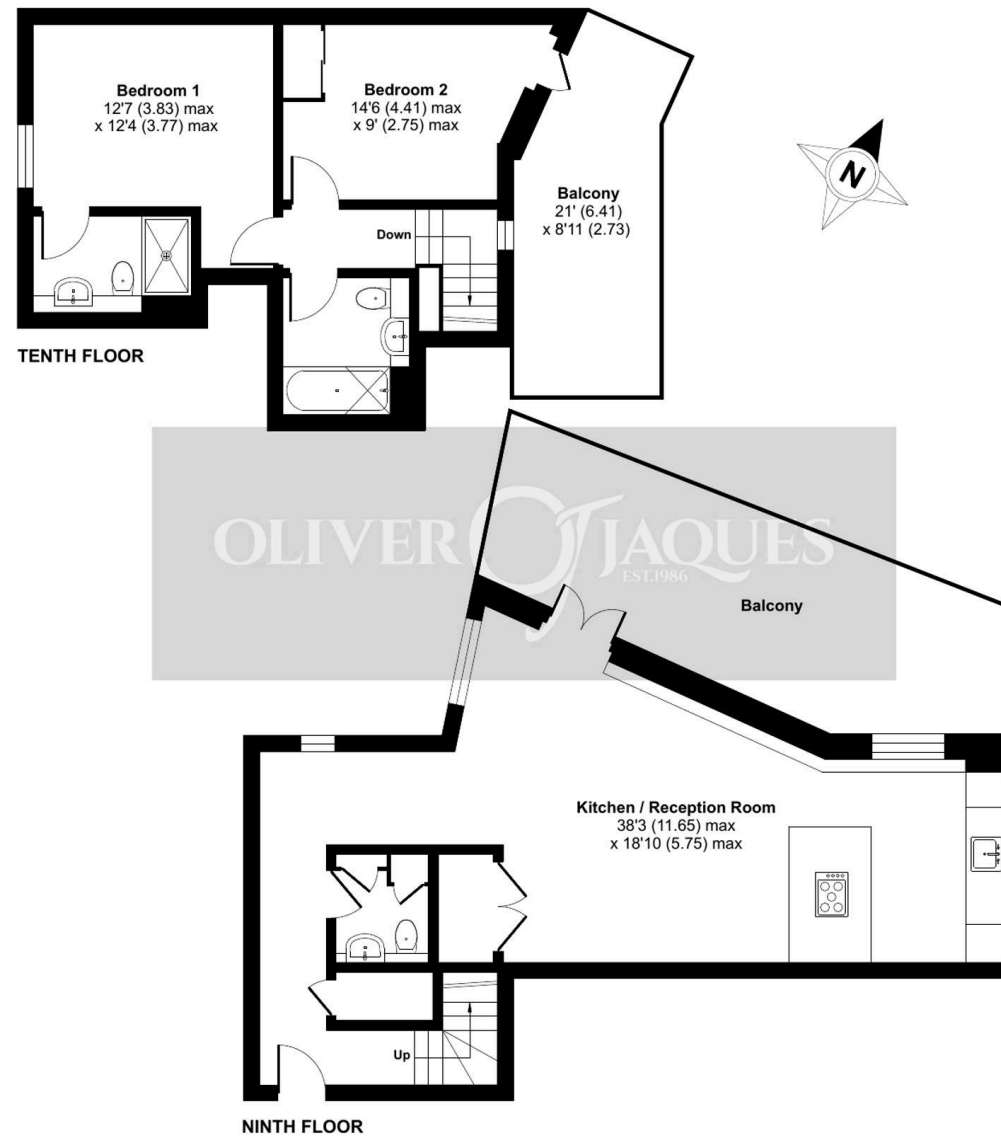 Bedroom 1
12'7 (3.83) max
x 12'4 (3.77) max
Bedroom 2
14'6 (4.41) max
x 9' (2.75) max
Balcony
21' (6.41)
x 8'11 (2.73)
N
Down
TENTH FLOOR
OLIVER OJ JAQUES
EST.1986
Balcony
Kitchen / Reception Room
38'3 (11.65) max
x 18'10 (5.75) max
Up
NINTH FLOOR